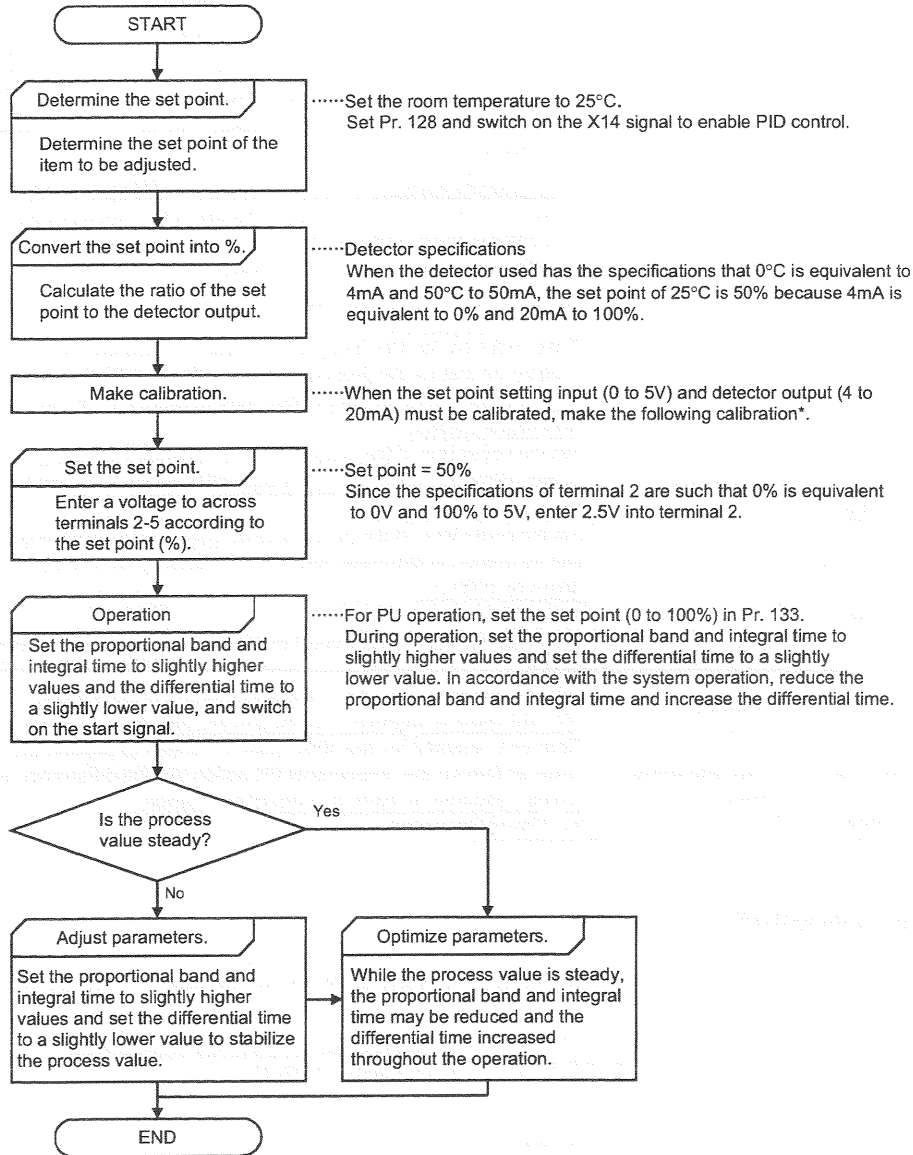 START
Determine the set point.
Determine the set point of the
item to be adjusted.
······Set the room temperature to 25°C.
Set Pr. 128 and switch on the X14 signal to enable PID control.
Convert the set point into %.
Calculate the ratio of the set
point to the detector output.
······Detector specifications
When the detector used has the specifications that 0°C is equivalent to
4mA and 50°C to 50mA, the set point of 25°C is 50% because 4mA is
equivalent to 0% and 20mA to 100%.
Make calibration.
······When the set point setting input (0 to 5V) and detector output (4 to
20mA) must be calibrated, make the following calibration*.
Set the set point.
Enter a voltage to across
terminals 2-5 according to
the set point (%).
······Set point = 50%
Since the specifications of terminal 2 are such that 0% is equivalent
to 0V and 100% to 5V, enter 2.5V into terminal 2.
Operation
Set the proportional band and
integral time to slightly higher
values and the differential time to
a slightly lower value, and switch
on the start signal.
······For PU operation, set the set point (0 to 100%) in Pr. 133.
During operation, set the proportional band and integral time to
slightly higher values and set the differential time to a slightly
lower value. In accordance with the system operation, reduce the
proportional band and integral time and increase the differential time.
Is the process
value steady?
Yes
No
Adjust parameters.
Set the proportional band and
integral time to slightly higher
values and set the differential time
to a slightly lower value to stabilize
the process value.
Optimize parameters.
While the process value is steady,
the proportional band and integral
time may be reduced and the
differential time increased
throughout the operation.
END